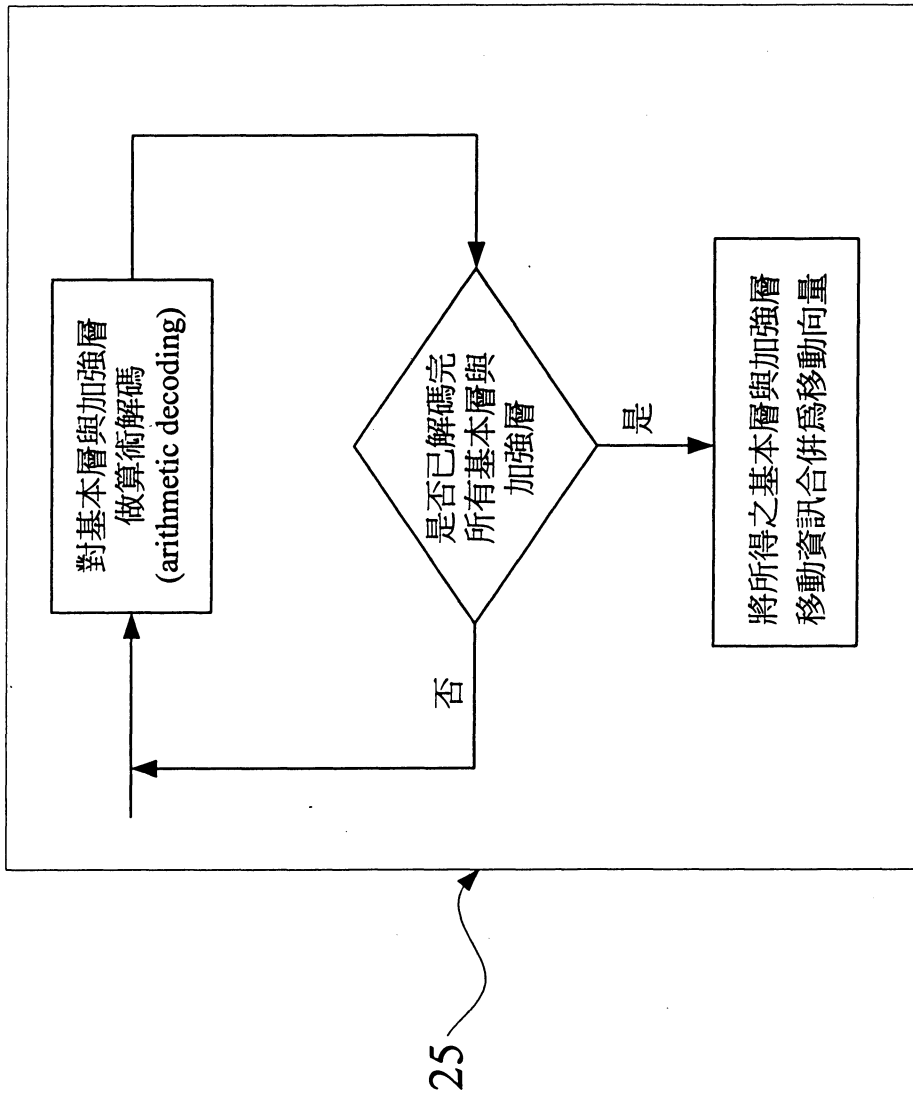 對基本層與加強層
做算術解碼
(arithmetic decoding)
是否已解碼完
所有基本層與
加強層
否
是
將所得之基本層與加強層
移動資訊合併爲移動向量
25